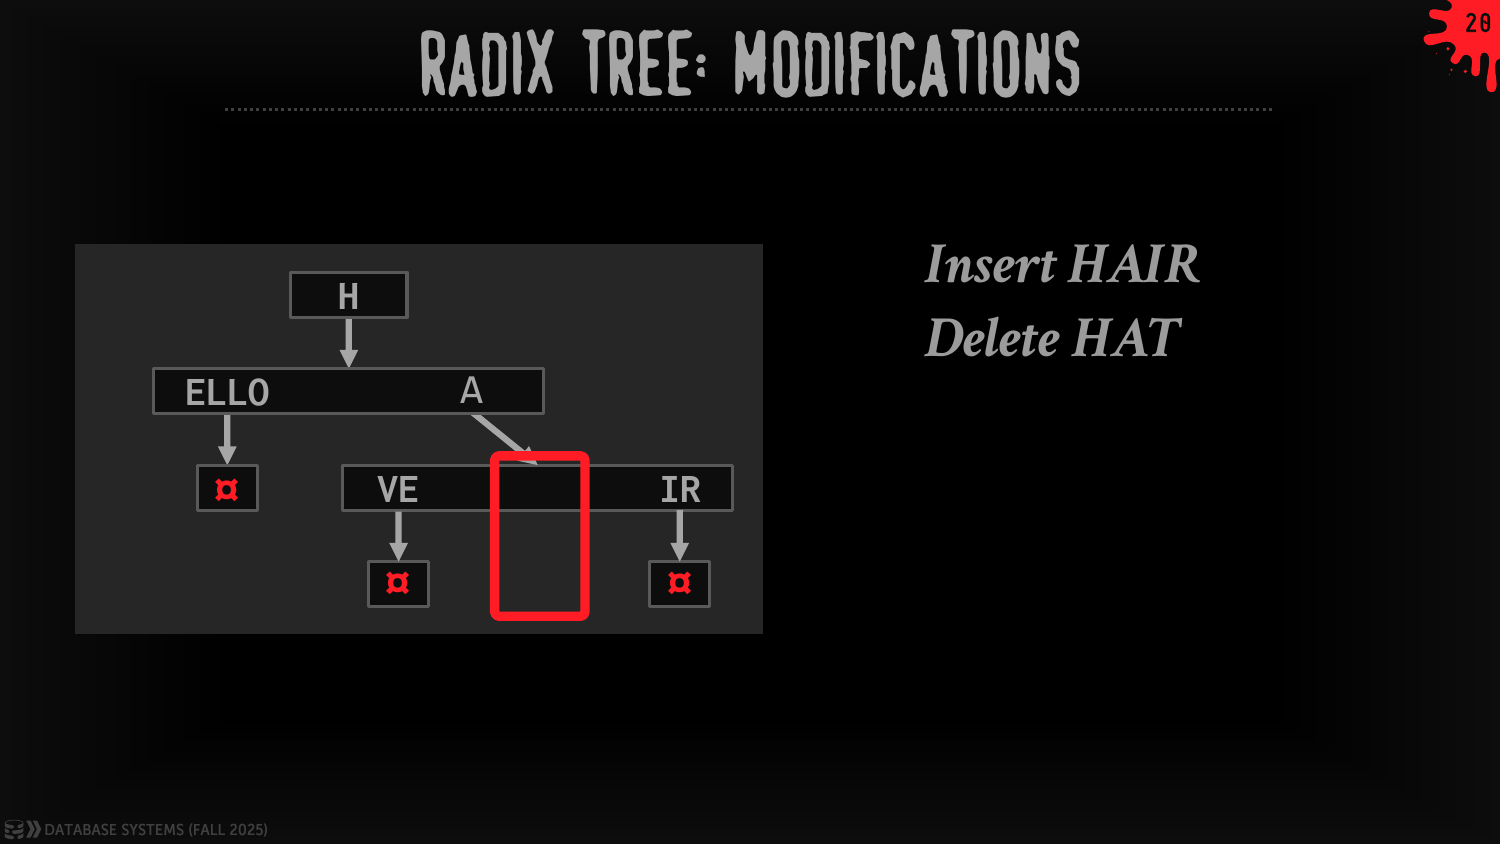 20
RADIX TREE: MODIFICATIONS
Insert HAIR
Delete HAT
H
ELLO A
¤ VE IR
¤ ¤
DATABASE SYSTEMS (FALL 2025)